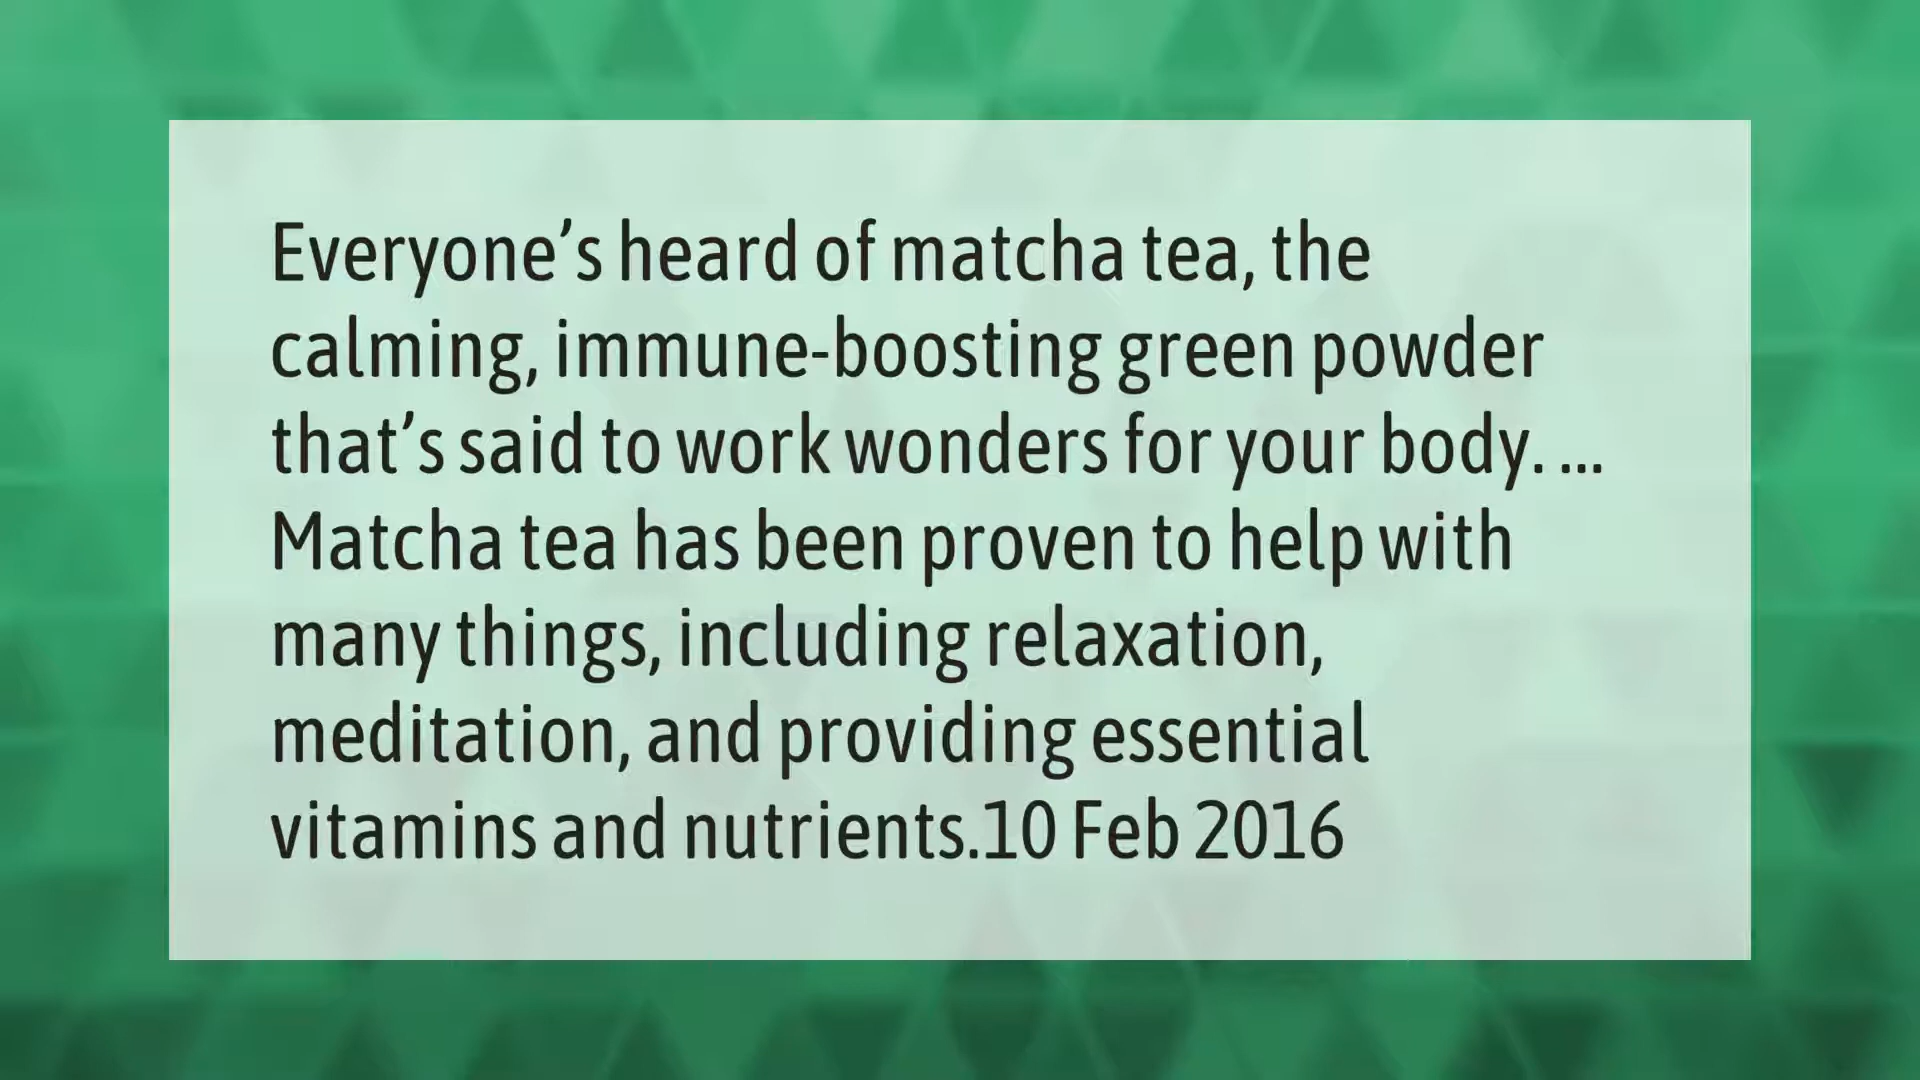 Everyone’s heard of matcha tea, the
calming, immune-boosting green powder
that’s said to work wonders for your body. ...
Matcha tea has been proven to help with
many things, including relaxation,
meditation, and providing essential
vitamins and nutrients.10 Feb 2016